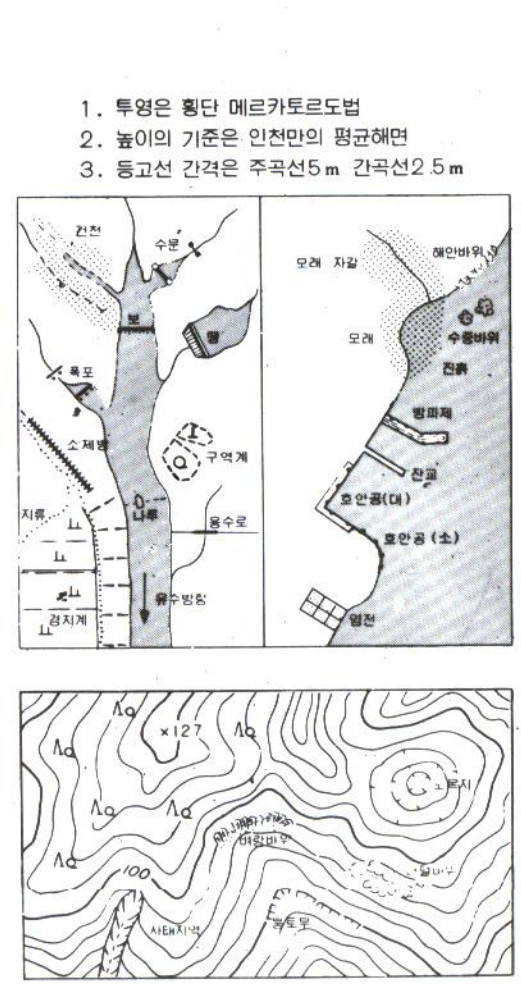 1. 투영은 횡단 메르카토르도법
2. 높이의 기준은 인천만의 평균해면
3. 등고선 간격은 주곡선5m 간곡선2.5m
건천
수문
보
댐
폭포
소제방
구역계
지류
나루
용수로
유수방향
경지계
해안바위
모래 자갈
모래
수중바위
진흙
방파제
잔교
호안공(대)
호안공(소)
염전
×127
벼랑바위
100
사태지역